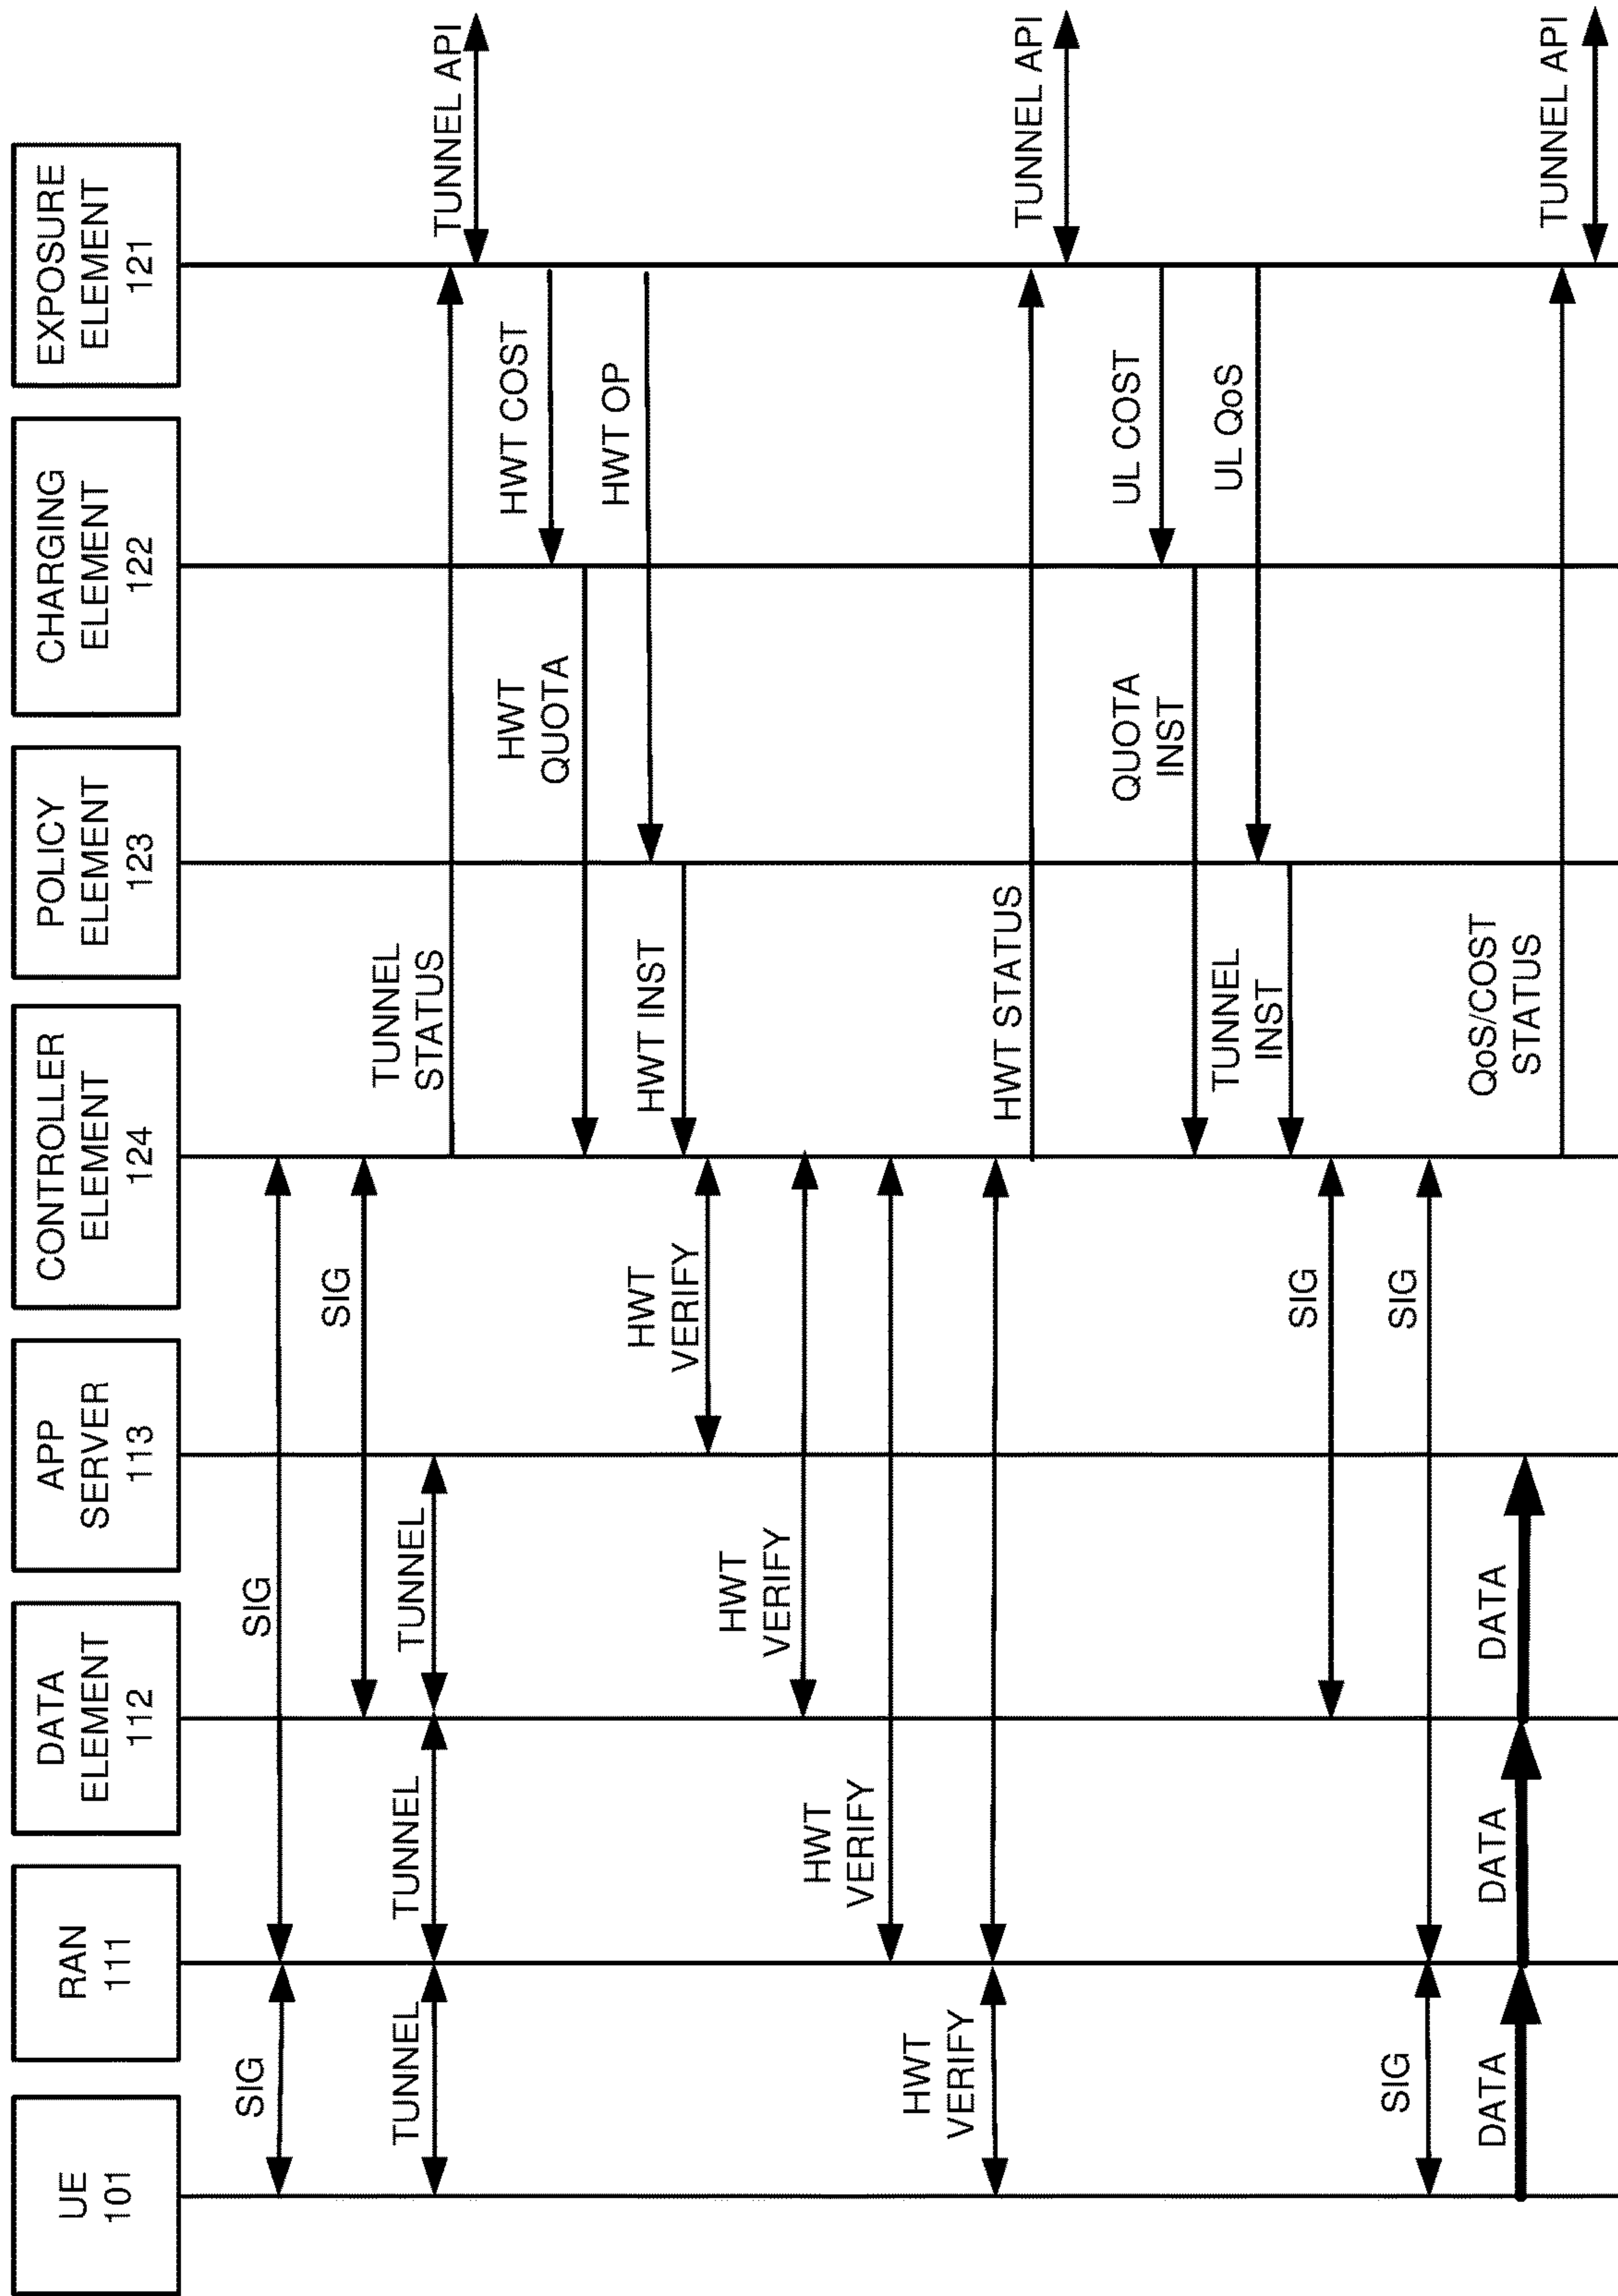 UE
101
RAN
111
DATA
ELEMENT
112
APP
SERVER
113
CONTROLLER
ELEMENT
124
POLICY
ELEMENT
123
CHARGING
ELEMENT
122
EXPOSURE
ELEMENT
121
SIG
SIG
SIG
TUNNEL
TUNNEL
TUNNEL
TUNNEL
STATUS
TUNNEL API
HWT COST
HWT
QUOTA
HWT OP
HWT INST
HWT
VERIFY
HWT
VERIFY
HWT
VERIFY
HWT
VERIFY
HWT STATUS
TUNNEL API
UL COST
QUOTA
INST
UL QoS
TUNNEL
INST
SIG
SIG
SIG
DATA
DATA
DATA
QoS/COST
STATUS
TUNNEL API